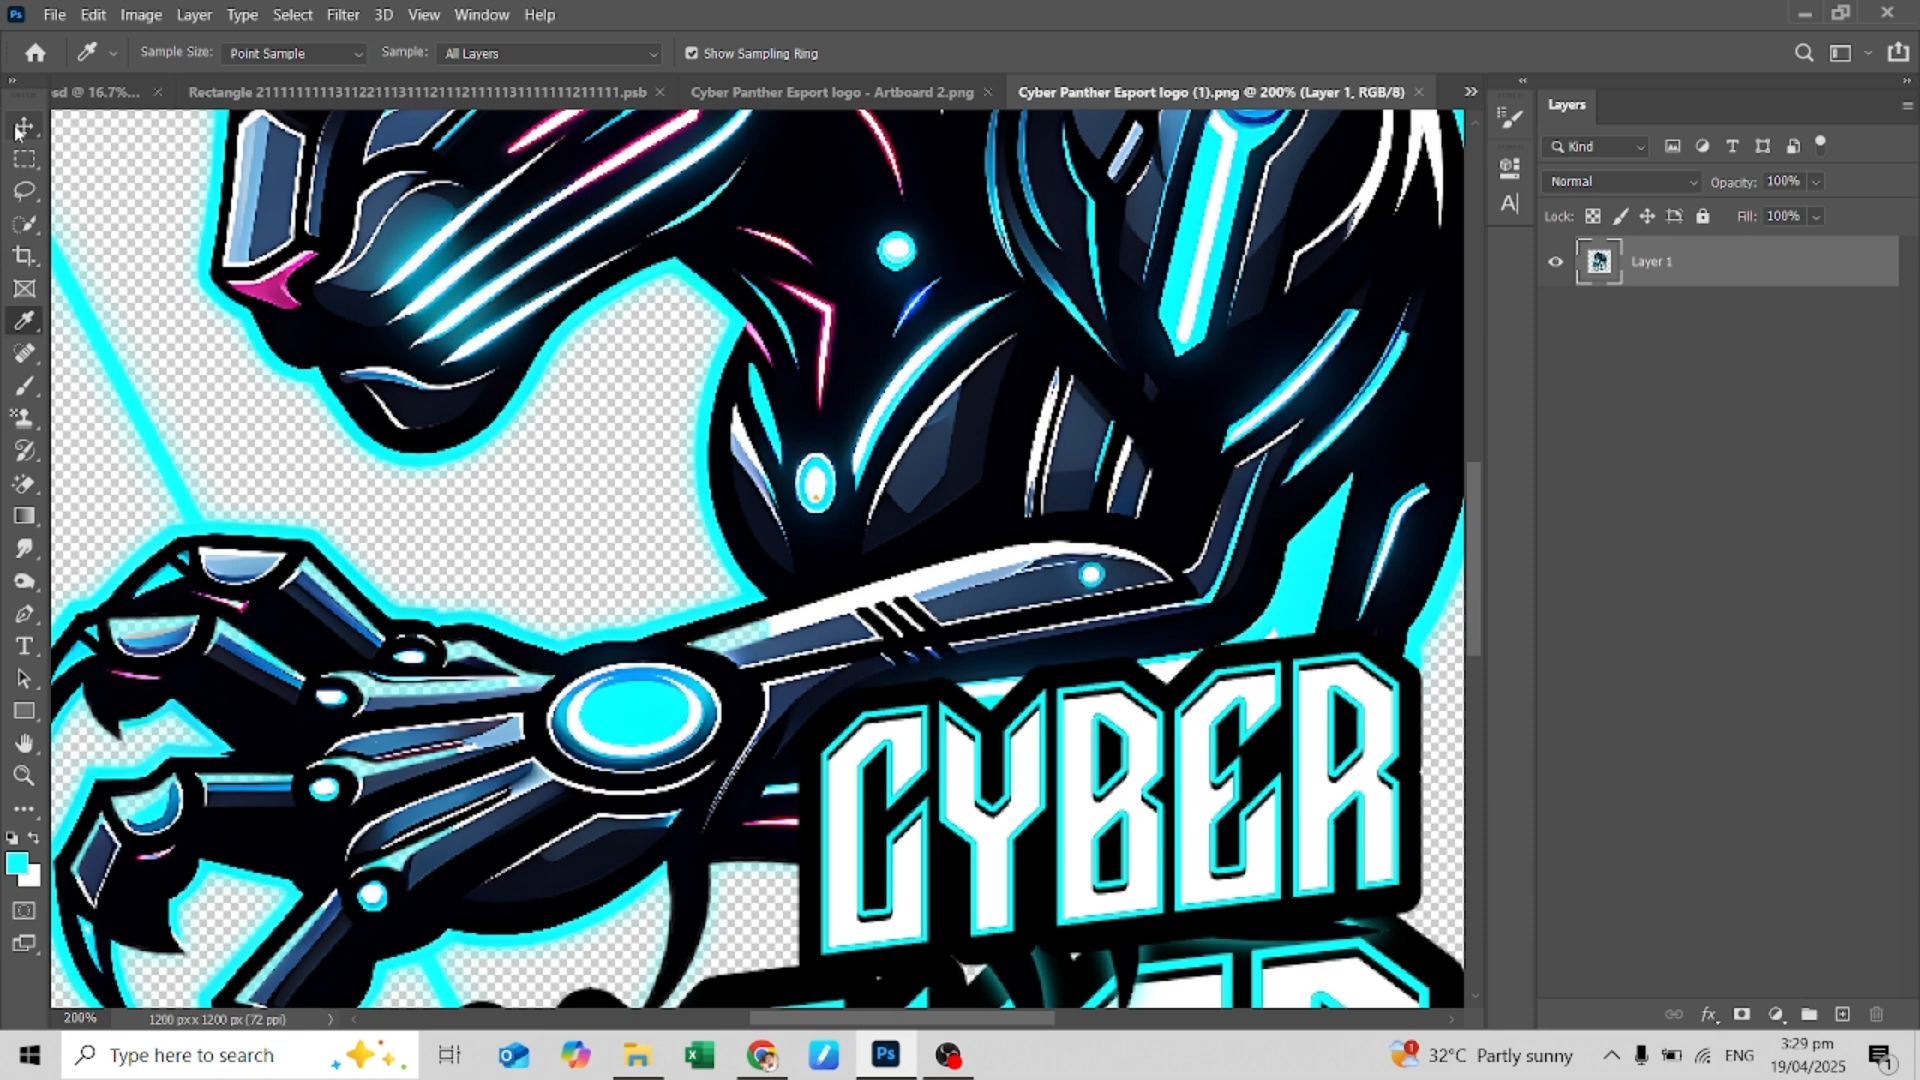 Ps File Edit Image Layer Type Select Filter 3D View Window Help
Sample Size: Point Sample Sample: All Layers Show Sampling Ring
sd @ 16.7%... Cyber Panther Esport logo - Artboard 2.png Cyber Panther Esport logo (1).png @ 200% (Layer 1, RGB/8)
Layers
Kind
Normal Opacity: 100%
Lock: Fill: 100%
Layer 1
CYBER
200% 1200 px x 1200 px (72 ppi)
Type here to search
32°C Partly sunny
ENG
3:29 pm
19/04/2025